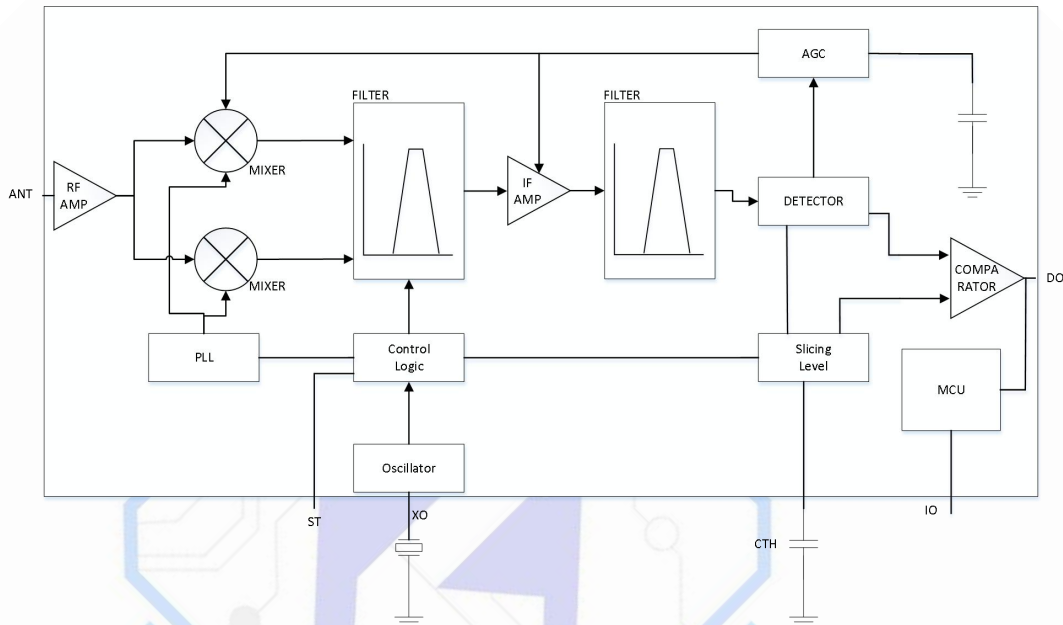 AGC
FILTER
FILTER
MIXER
ANT
RF
AMP
IF
AMP
DETECTOR
MIXER
COMPA
RATOR
DO
PLL
Control
Logic
Slicing
Level
MCU
Oscillator
ST
XO
CTH
IO